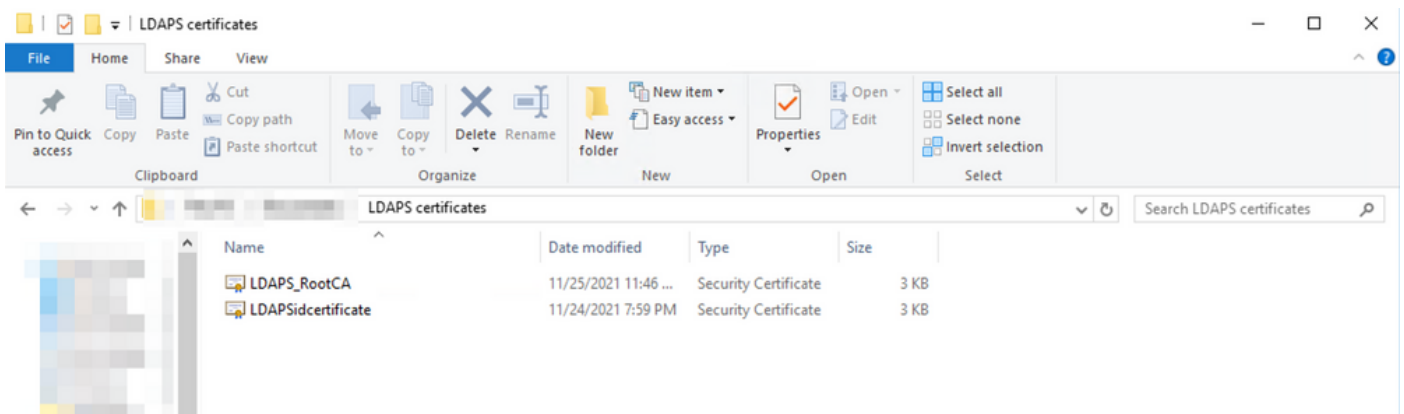 LDAPS certificates
File Home Share View
Pin to Quick access
Copy
Paste
Cut
Copy path
Paste shortcut
Clipboard
Move to
Copy to
Delete
Rename
Organize
New folder
New item
Easy access
New
Properties
Open
Edit
Open
Select all
Select none
Invert selection
Select
LDAPS certificates
Search LDAPS certificates
Name Date modified Type Size
LDAPS_RootCA 11/25/2021 11:46 ... Security Certificate 3 KB
LDAPSidcertificate 11/24/2021 7:59 PM Security Certificate 3 KB